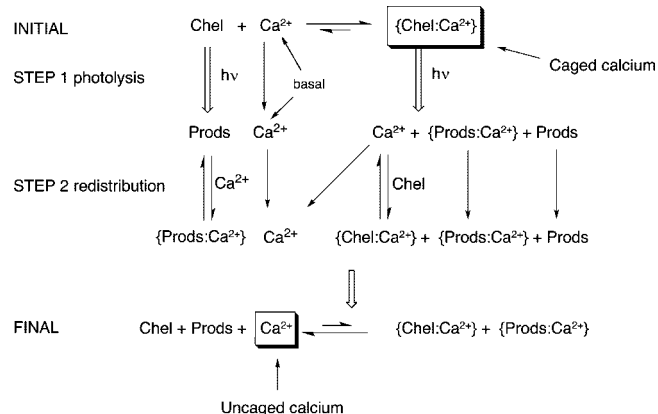 INITIAL Chel + Ca²⁺ {Chel:Ca²⁺}
STEP 1 photolysis hν basal hν Caged calcium
Prods Ca²⁺ Ca²⁺ + {Prods:Ca²⁺} + Prods
STEP 2 redistribution Ca²⁺ Chel
{Prods:Ca²⁺} Ca²⁺ {Chel:Ca²⁺} + {Prods:Ca²⁺} + Prods
FINAL Chel + Prods + Ca²⁺ {Chel:Ca²⁺} + {Prods:Ca²⁺}
Uncaged calcium